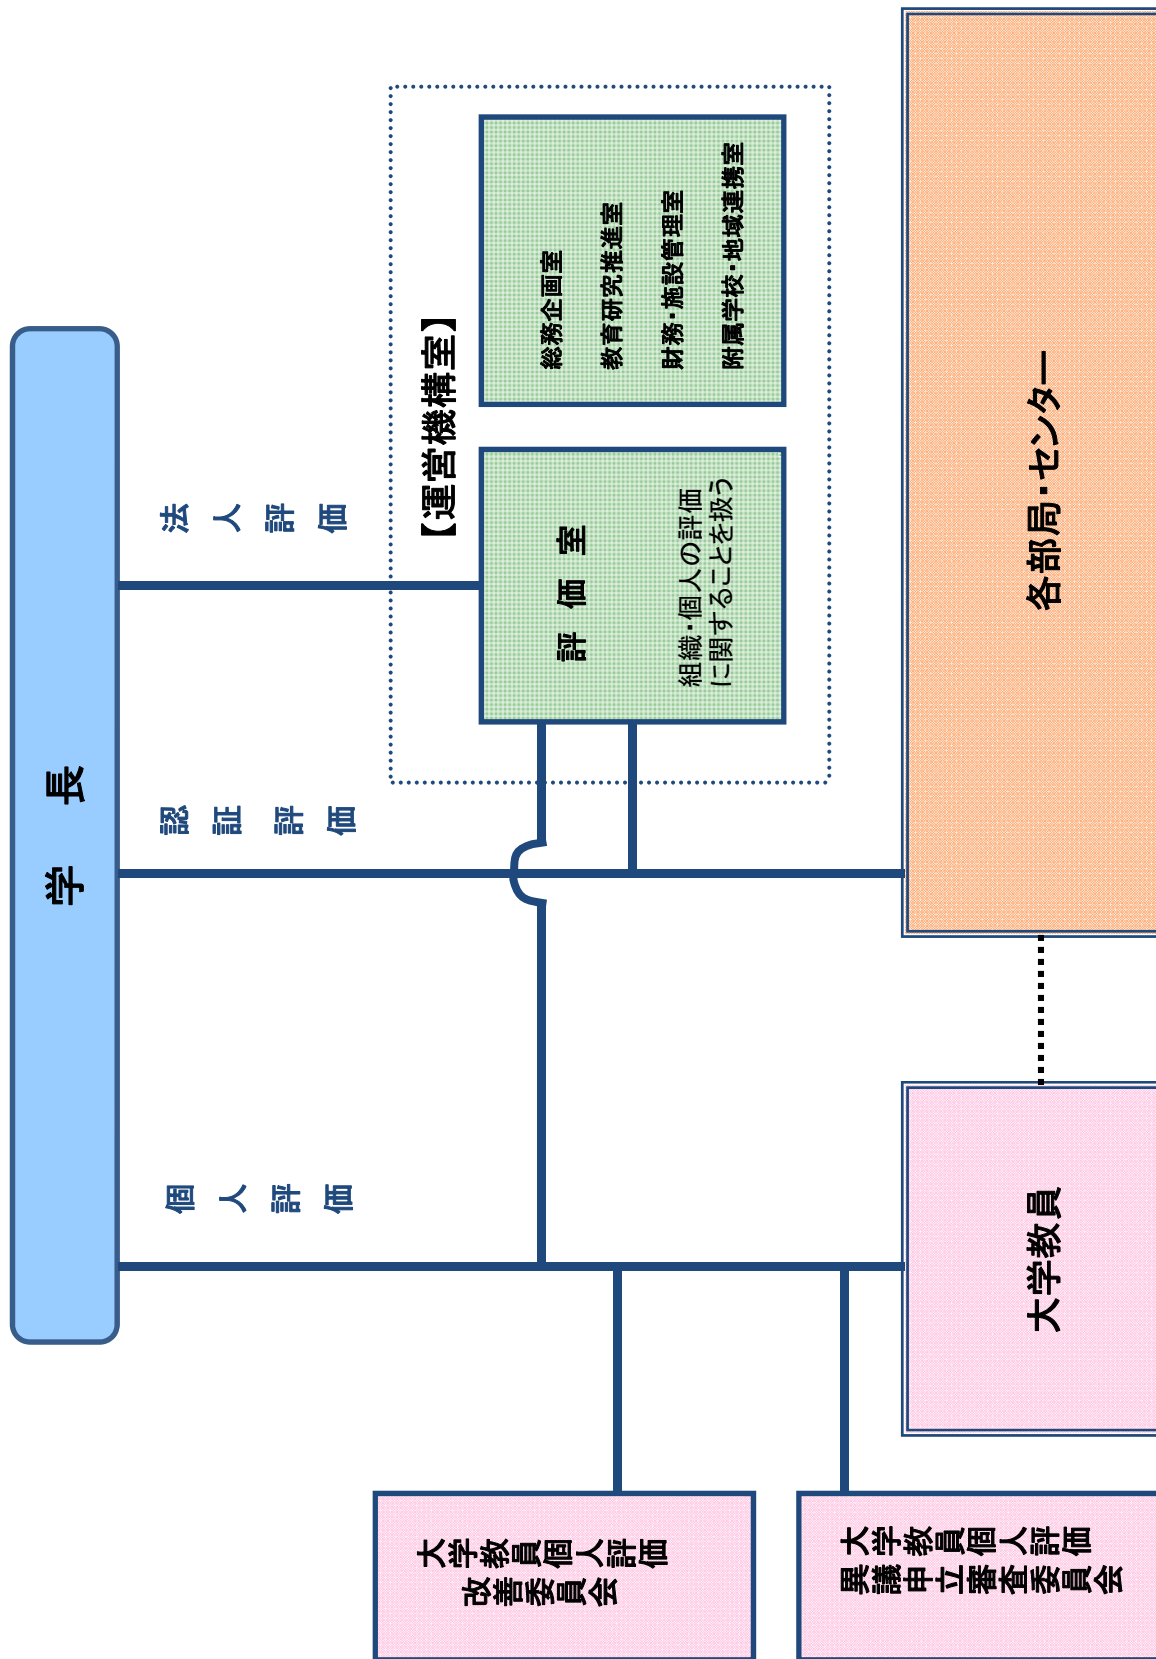 学　長
個人評価
認証評価
法人評価
【運営機構室】
評価室
組織・個人の評価
に関することを扱う
総務企画室
教育研究推進室
財務・施設管理室
附属学校・地域連携室
大学教員個人評価
改善委員会
大学教員個人評価
異議申立審査委員会
大学教員
各部局・センター